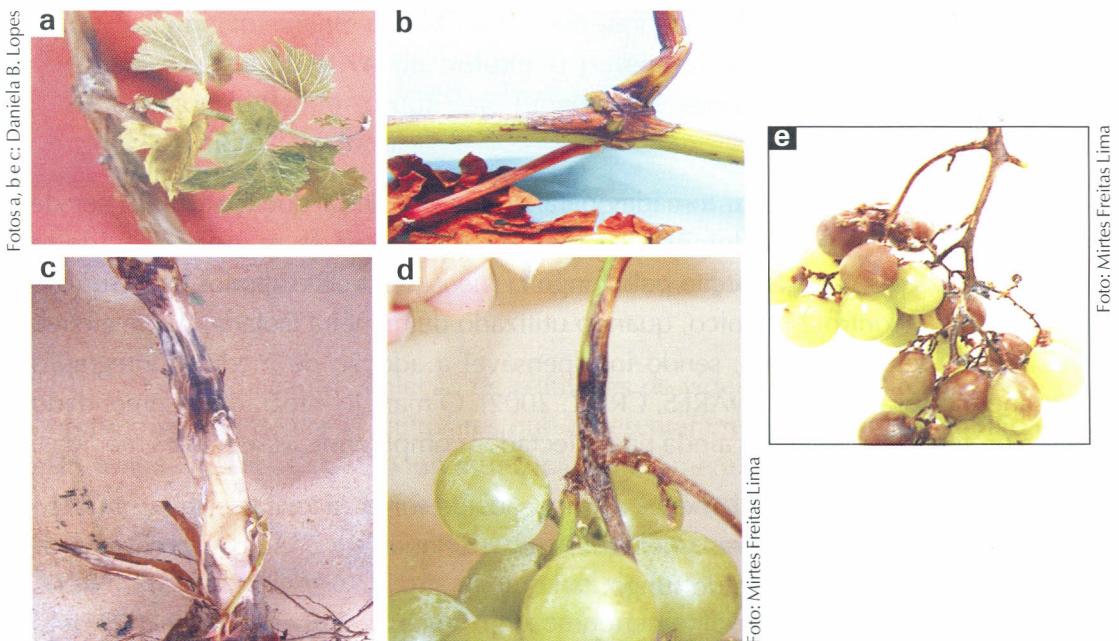 Fotos a, b e c: Daniela B. Lopes
a
b
c
d
Foto: Mirtes Freitas Lima
e
Foto: Mirtes Freitas Lima